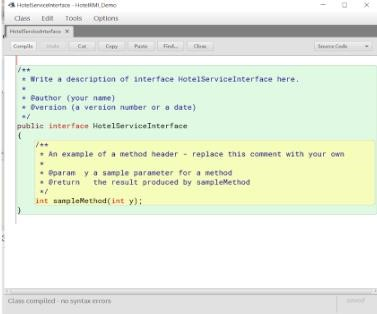 HotelServiceInterface - HotelRMI_Demo
Class Edit Tools Options
HotelServiceInterface X
Compile Undo Cut Copy Paste Find... Close Source Code
/**
* Write a description of interface HotelServiceInterface here.
*
* @author (your name)
* @version (a version number or a date)
*/
public interface HotelServiceInterface
{
/**
* An example of a method header - replace this comment with your own
*
* @param y a sample parameter for a method
* @return the result produced by sampleMethod
*/
int sampleMethod(int y);
}
Class compiled - no syntax errors
saved